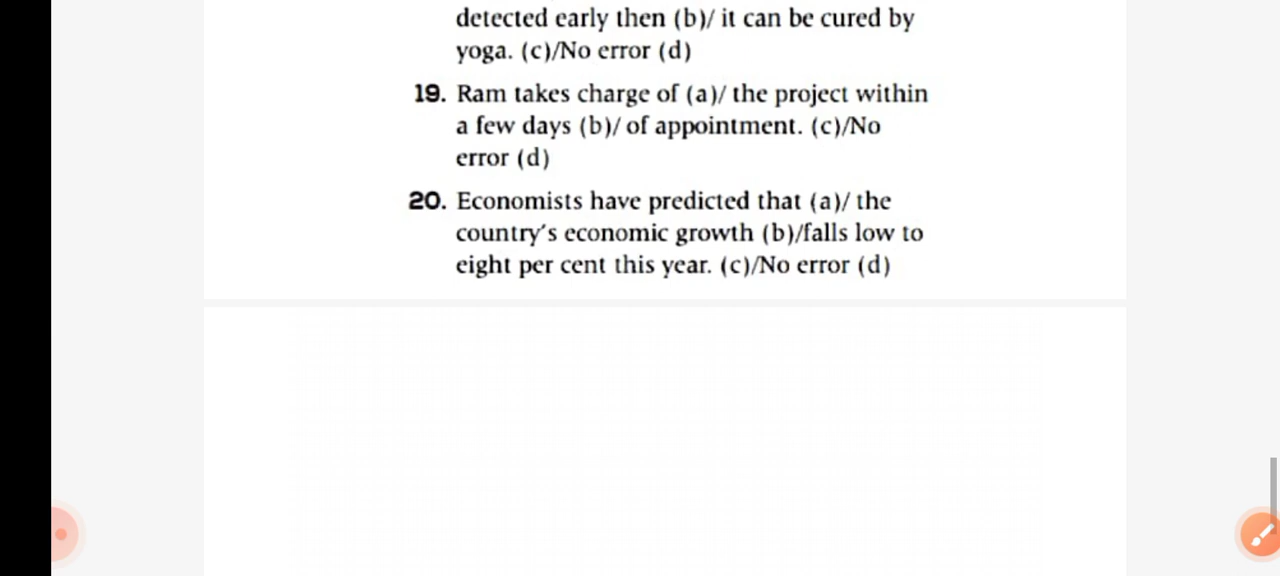 detected early then (b)/ it can be cured by
yoga. (c)/No error (d)
19. Ram takes charge of (a)/ the project within
a few days (b)/ of appointment. (c)/No
error (d)
20. Economists have predicted that (a)/ the
country's economic growth (b)/falls low to
eight per cent this year. (c)/No error (d)